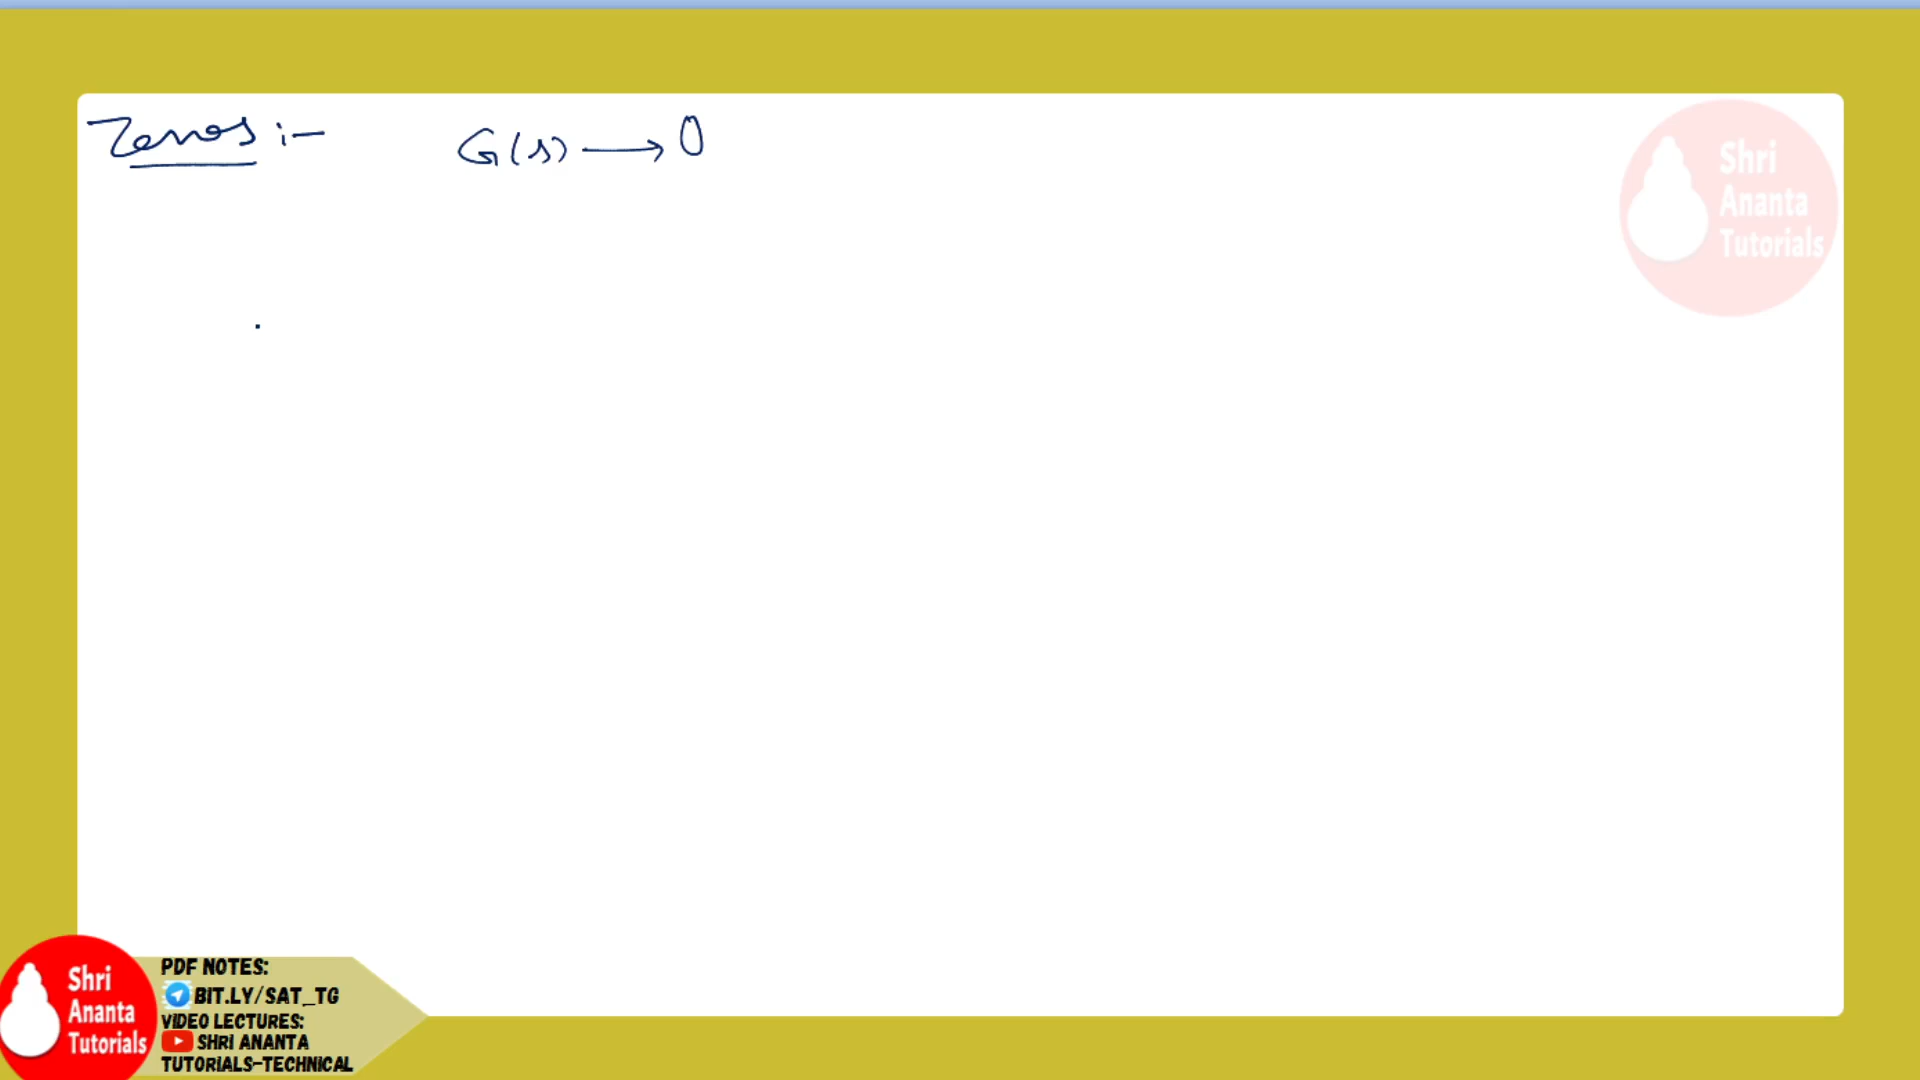 Zeros :-
G(s) → 0
Shri
Ananta
Tutorials
Shri
Ananta
Tutorials
PDF NOTES:
BIT.LY/SAT_TG
VIDEO LECTURES:
SHRI ANANTA
TUTORIALS-TECHNICAL